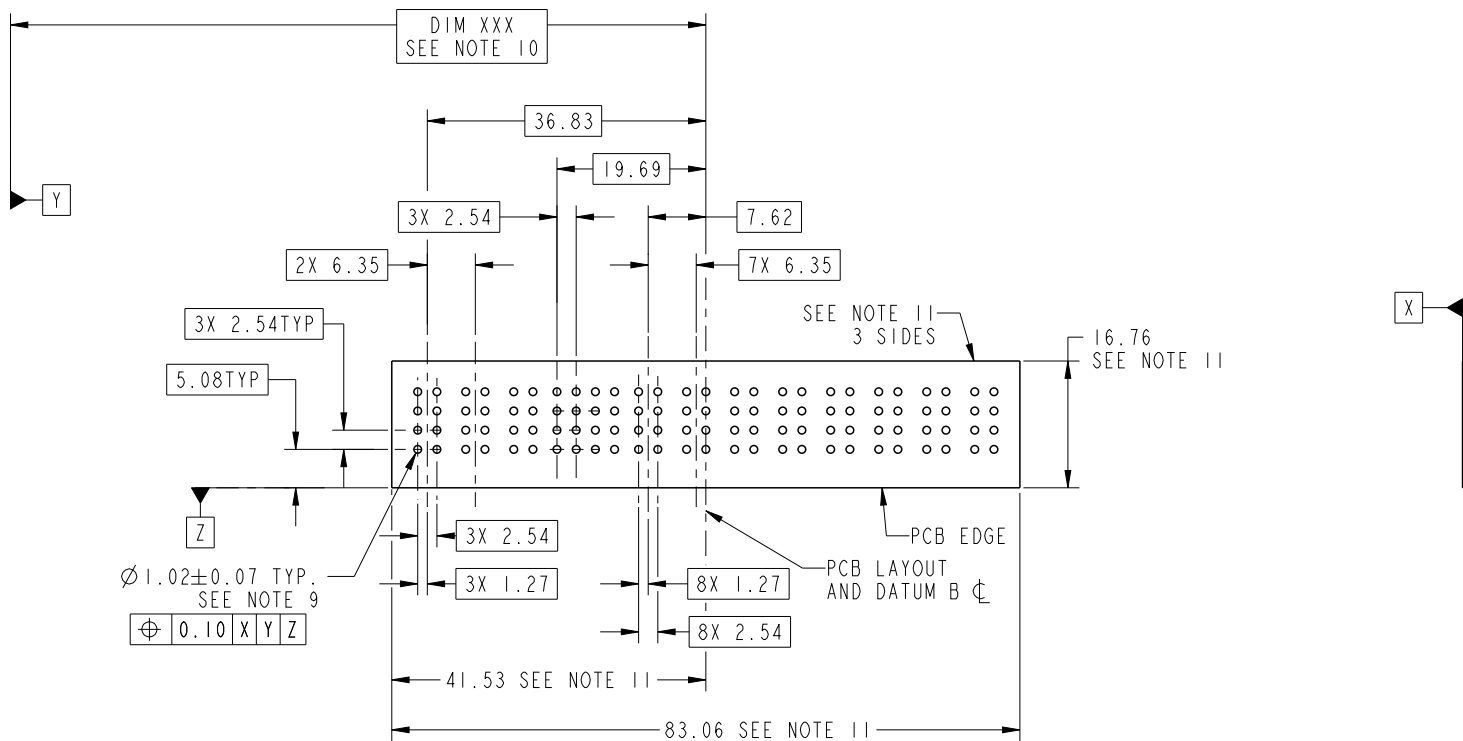 DIM XXX
SEE NOTE 10
36.83
19.69
Y
3X 2.54
7.62
2X 6.35
7X 6.35
X
SEE NOTE 11
3 SIDES
3X 2.54TYP
16.76
SEE NOTE 11
5.08TYP
Z
3X 2.54
PCB EDGE
Ø1.02±0.07 TYP.
SEE NOTE 9
3X 1.27
8X 1.27
PCB LAYOUT
AND DATUM B ℄
⌖ 0.10 X Y Z
8X 2.54
41.53 SEE NOTE 11
83.06 SEE NOTE 11